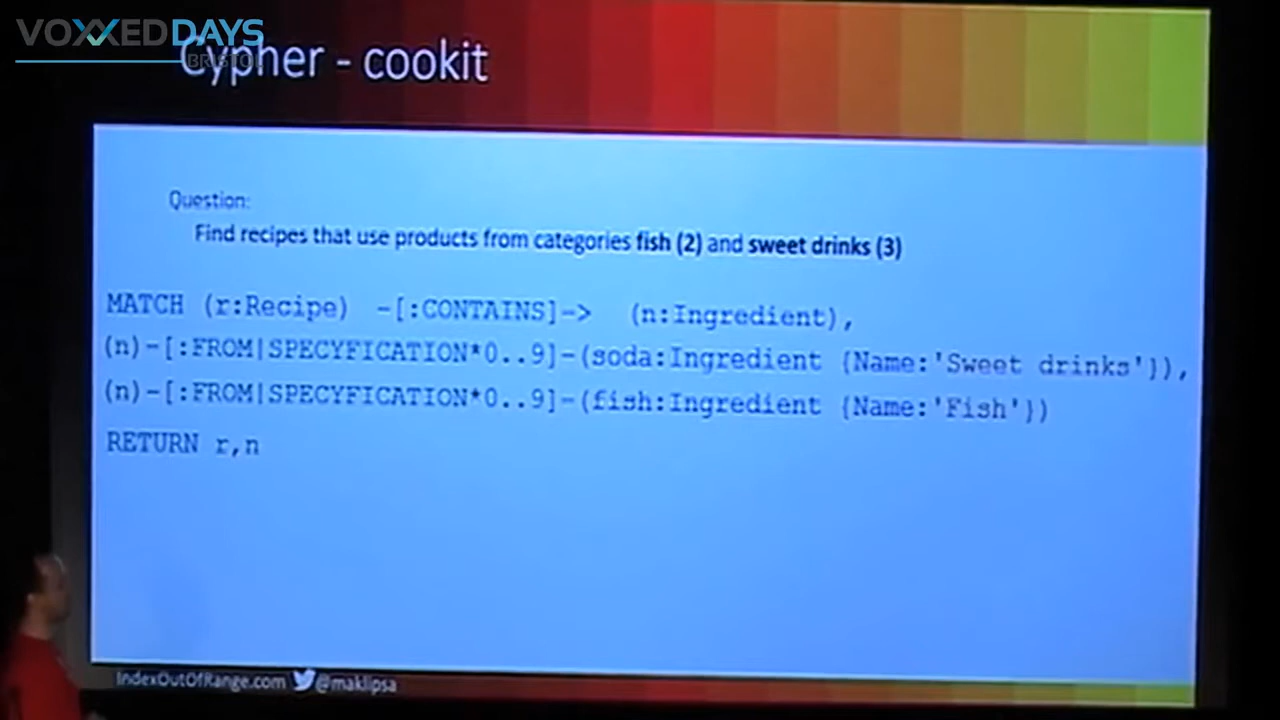 VOXXED DAYS
BRISTOL
Cypher - cookit
Question:
Find recipes that use products from categories fish (2) and sweet drinks (3)
MATCH (r:Recipe) -[:CONTAINS]-> (n:Ingredient),
(n)-[:FROM|SPECYFICATION*0..9]-(soda:Ingredient {Name:'Sweet drinks'}),
(n)-[:FROM|SPECYFICATION*0..9]-(fish:Ingredient {Name:'Fish'})
RETURN r,n
IndexOutOfRange.com @maklipsa